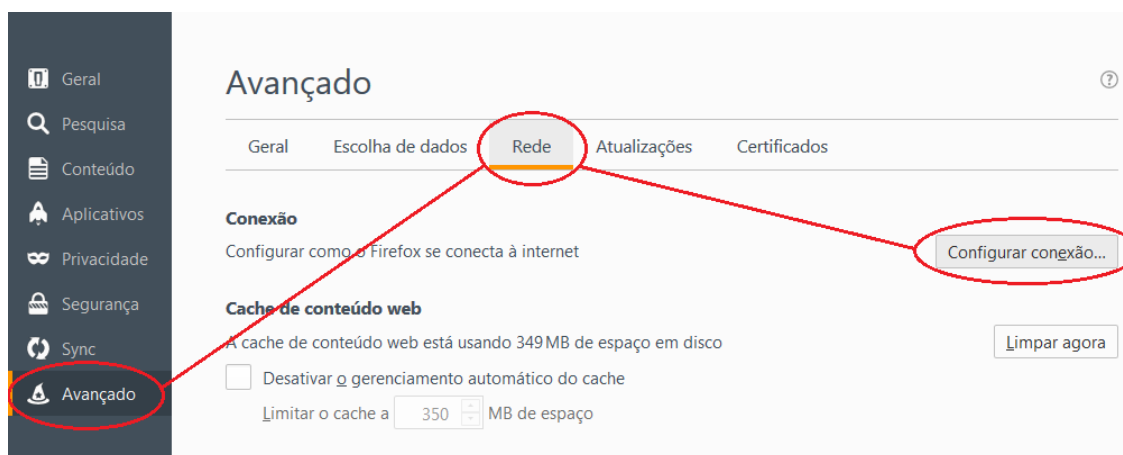 Geral
Pesquisa
Conteúdo
Aplicativos
Privacidade
Segurança
Sync
Avançado
Avançado
?
Geral Escolha de dados Rede Atualizações Certificados
Conexão
Configurar como o Firefox se conecta à internet Configurar conexão...
Cache de conteúdo web
A cache de conteúdo web está usando 349 MB de espaço em disco Limpar agora
Desativar o gerenciamento automático do cache
Limitar o cache a 350 MB de espaço